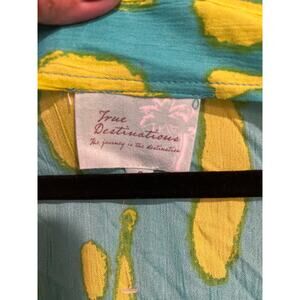 True
Destinations
The journey is the destination